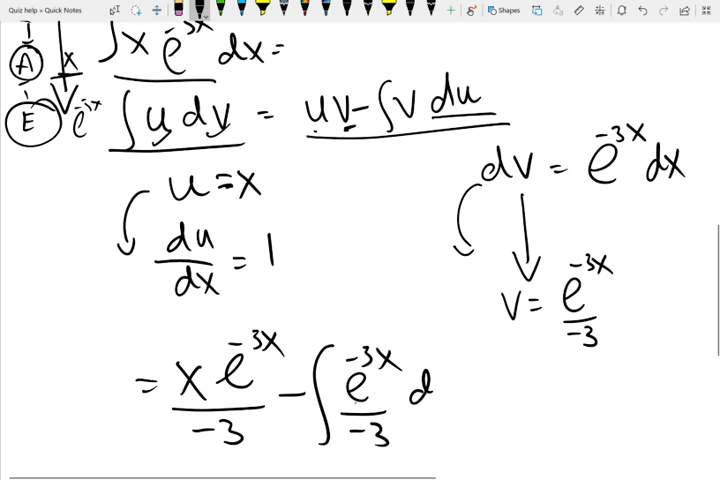 Quiz help » Quick Notes
Shapes
A x ∫ x e^{-3x} dx =
E e^{-3x} ∫ u dv = uv - ∫ v du
u = x
dv = e^{-3x} dx
du/dx = 1
v = e^{-3x}/-3
= x e^{-3x}/-3 - ∫ e^{-3x}/-3 d